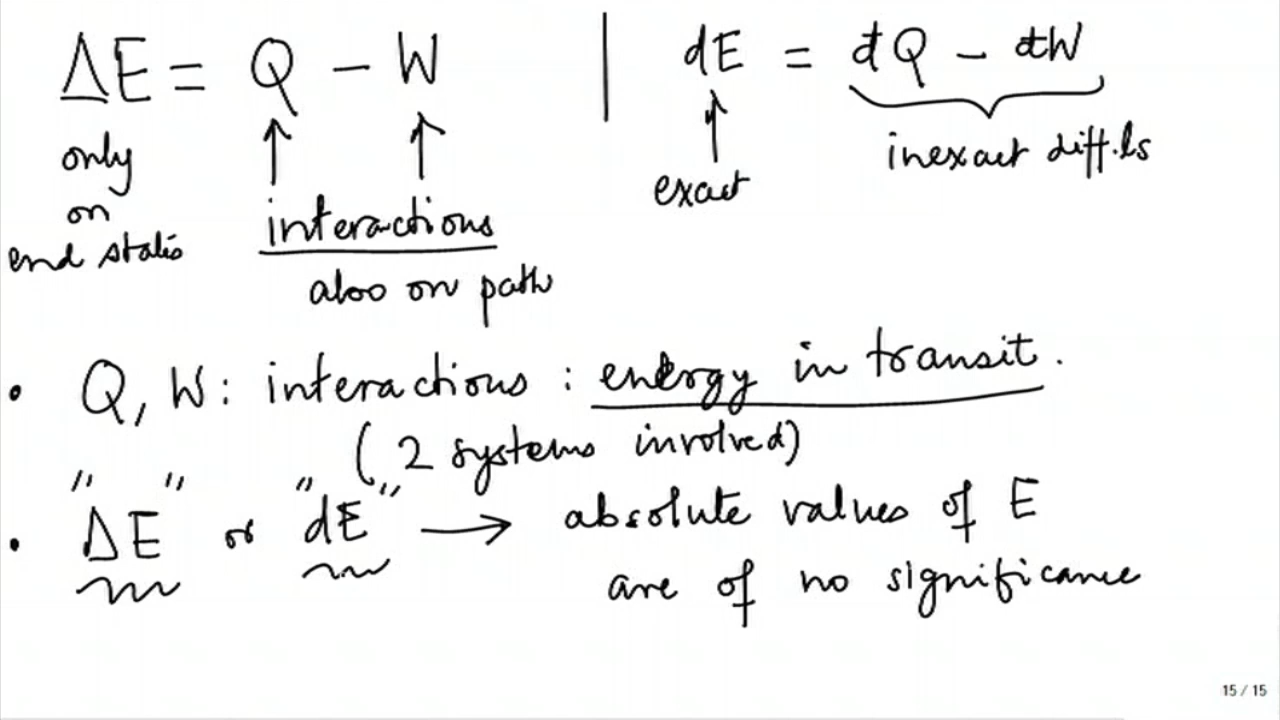 ΔE = Q − W | dE = đQ − đW
only
on
end states
interactions
also on path
exact
inexact diff.ls
• Q, W: interactions : energy in transit.
(2 systems involved)
• "ΔE" or "dE" → absolute values of E
are of no significance
15 / 15